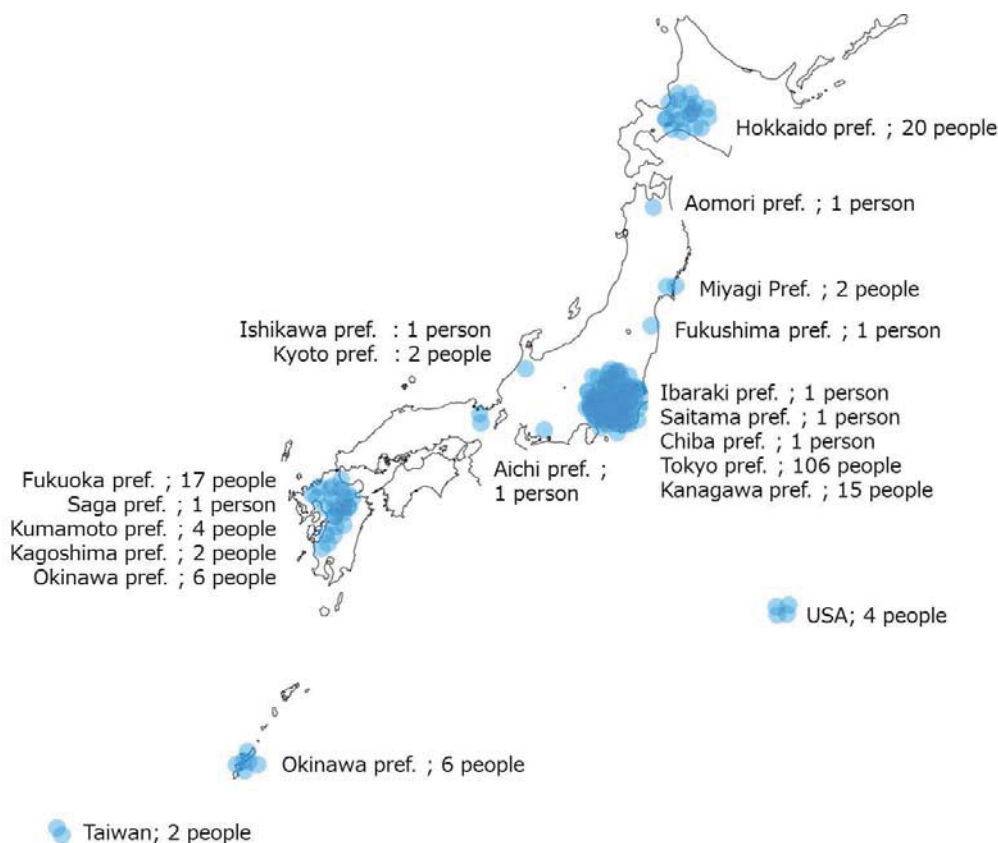 Hokkaido pref. ; 20 people
Aomori pref. ; 1 person
Miyagi Pref. ; 2 people
Ishikawa pref. : 1 person
Kyoto pref. : 2 people
Fukushima pref. ; 1 person
Ibaraki pref. ; 1 person
Saitama pref. ; 1 person
Chiba pref. ; 1 person
Tokyo pref. ; 106 people
Kanagawa pref. ; 15 people
Aichi pref. ;
1 person
Fukuoka pref. ; 17 people
Saga pref. ; 1 person
Kumamoto pref. ; 4 people
Kagoshima pref. ; 2 people
Okinawa pref. ; 6 people
USA; 4 people
Okinawa pref. ; 6 people
Taiwan; 2 people